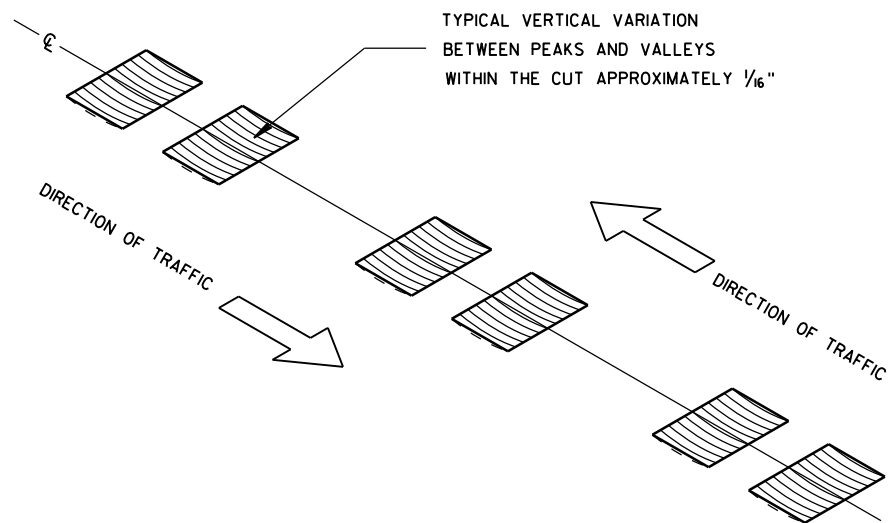 TYPICAL VERTICAL VARIATION
BETWEEN PEAKS AND VALLEYS
WITHIN THE CUT APPROXIMATELY 1/16"
℄
DIRECTION OF TRAFFIC
DIRECTION OF TRAFFIC